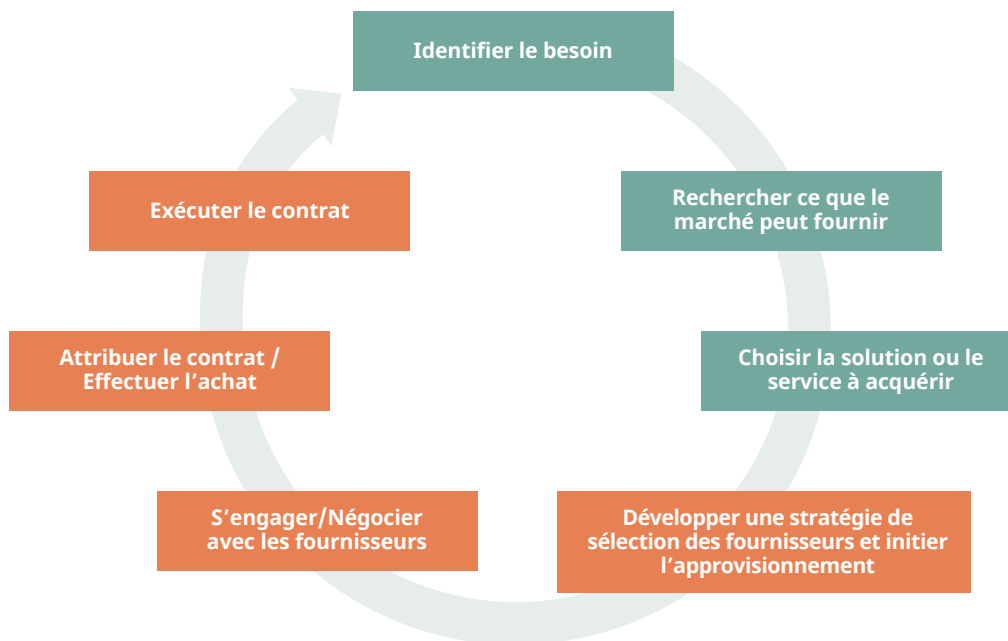 Identifier le besoin
Rechercher ce que le
marché peut fournir
Choisir la solution ou le
service à acquérir
Développer une stratégie de
sélection des fournisseurs et initier
l’approvisionnement
S’engager/Négocier
avec les fournisseurs
Attribuer le contrat /
Effectuer l’achat
Exécuter le contrat